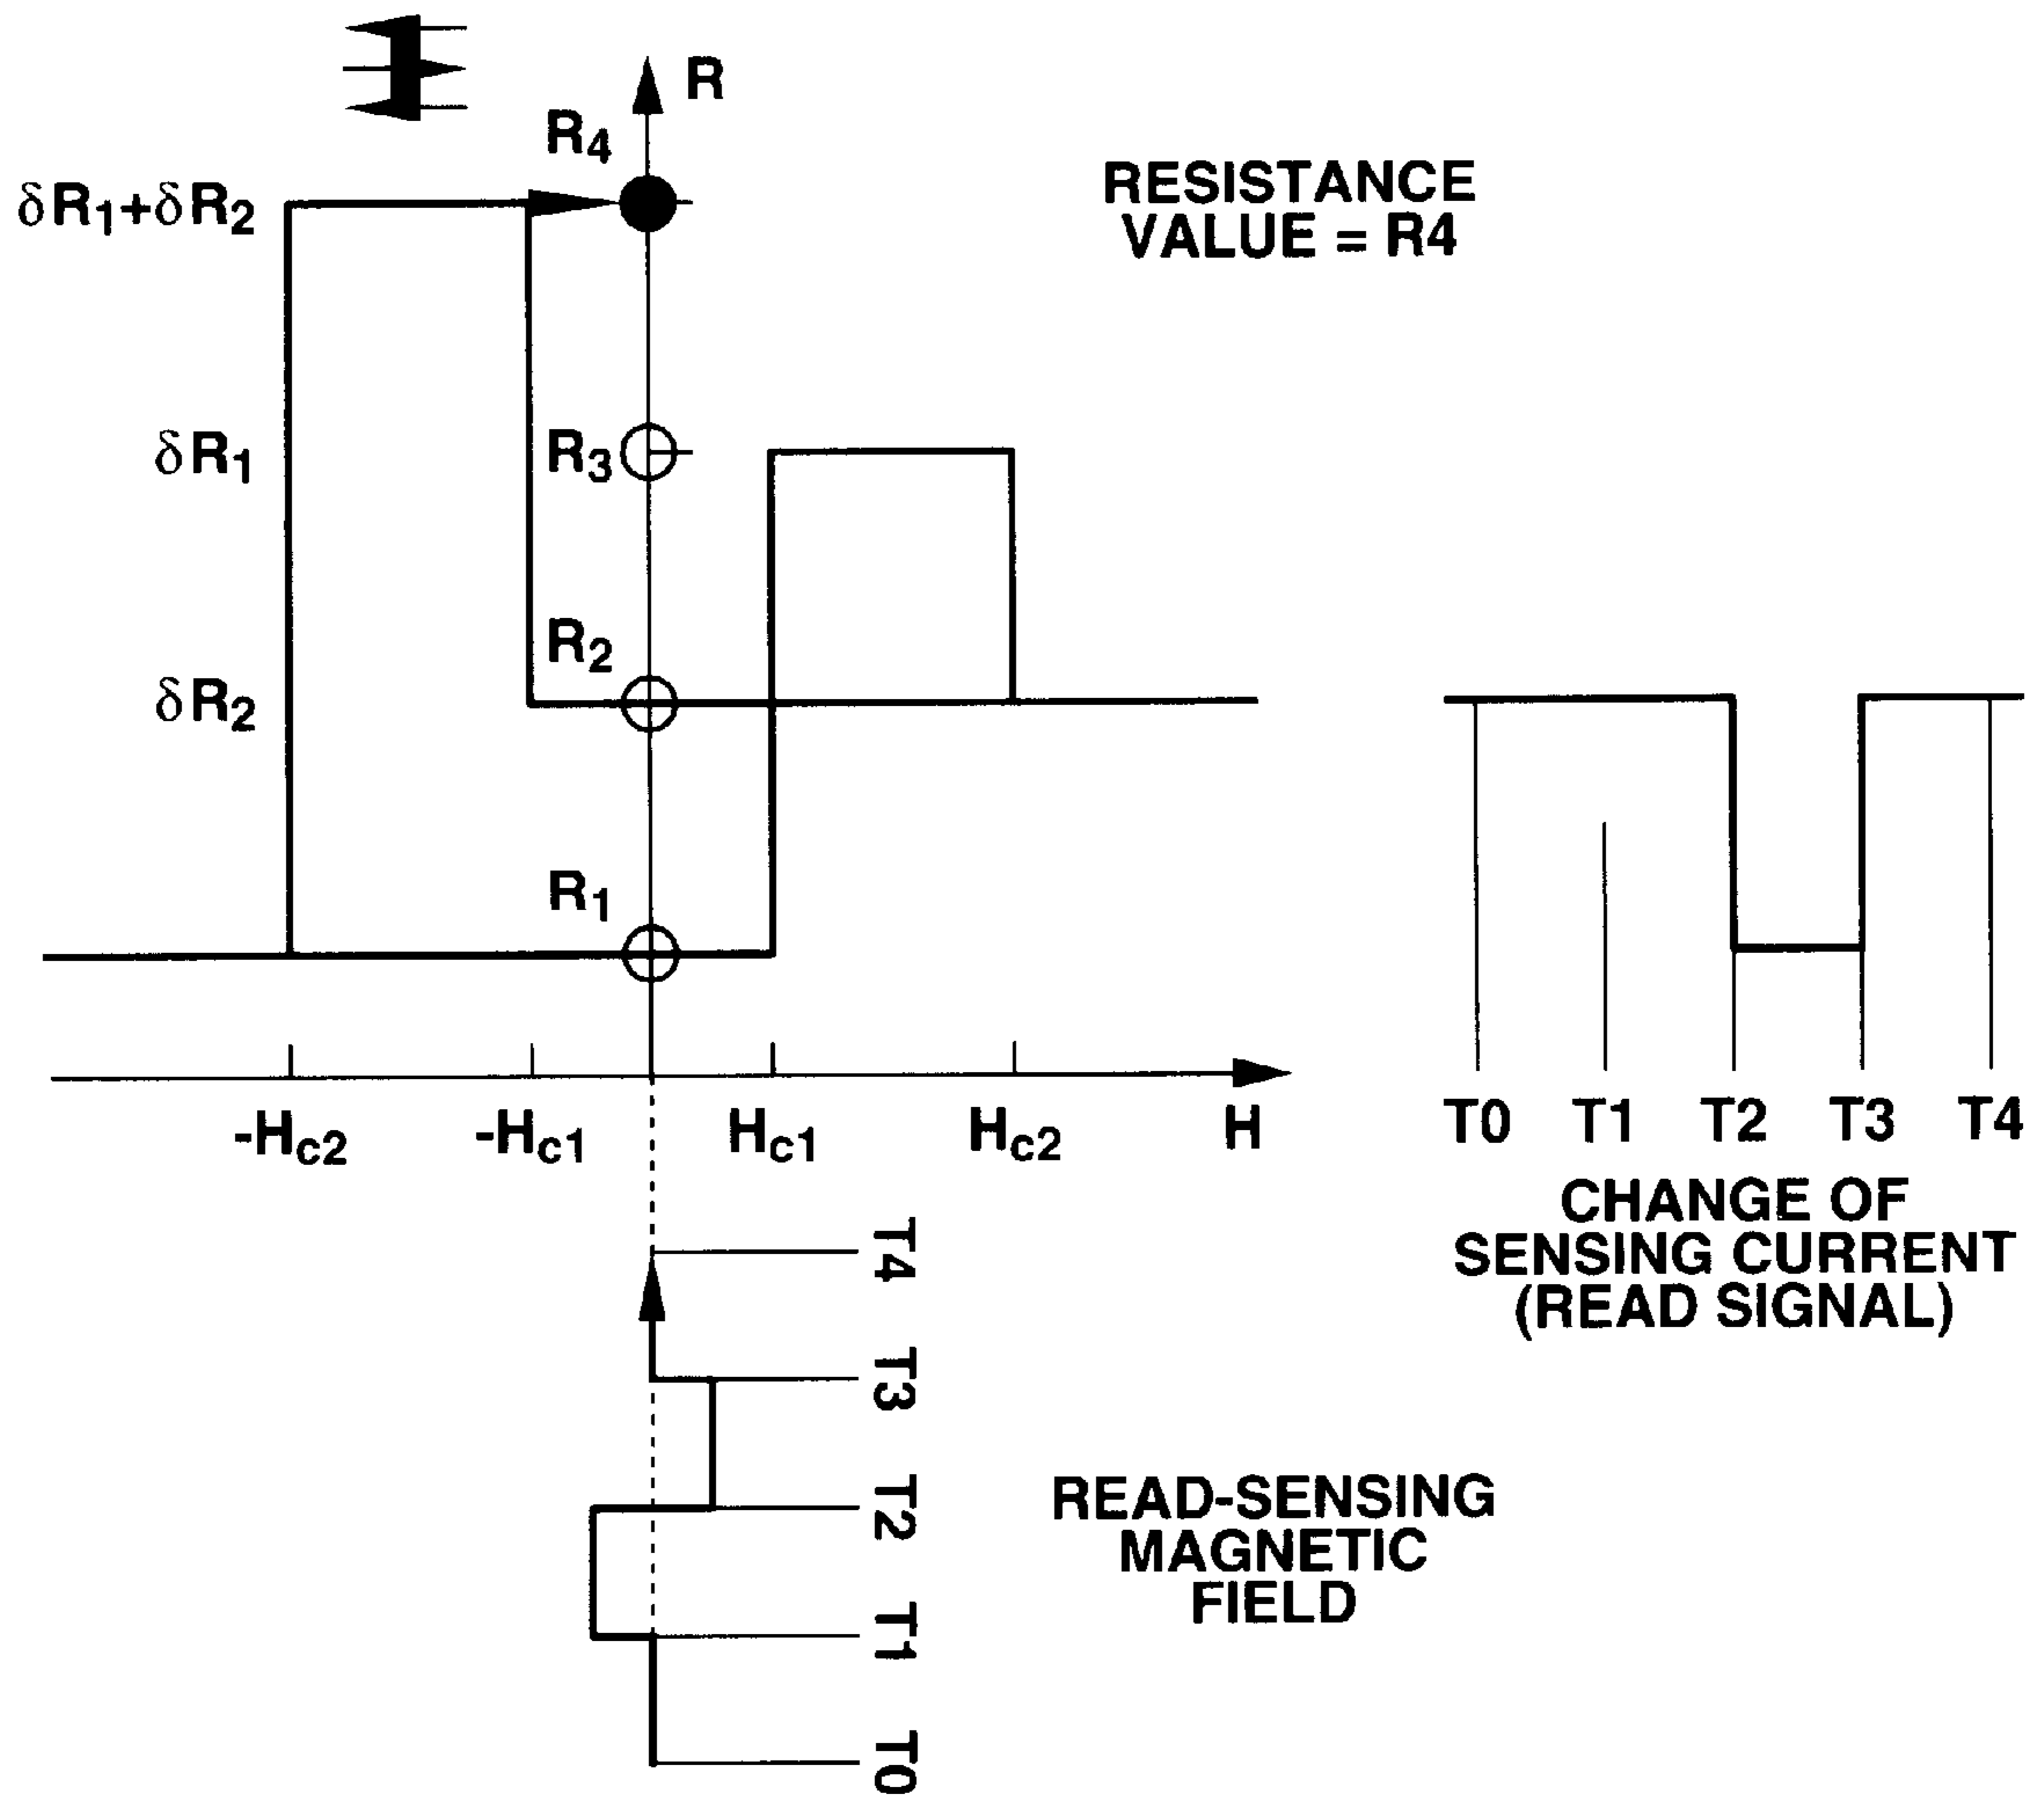 R
R4
δR1+δR2
RESISTANCE
VALUE = R4
δR1
R3
R2
δR2
R1
-Hc2
-Hc1
Hc1
Hc2
H
T0
T1
T2
T3
T4
CHANGE OF
SENSING CURRENT
(READ SIGNAL)
T4
T3
T2
T1
T0
READ-SENSING
MAGNETIC
FIELD